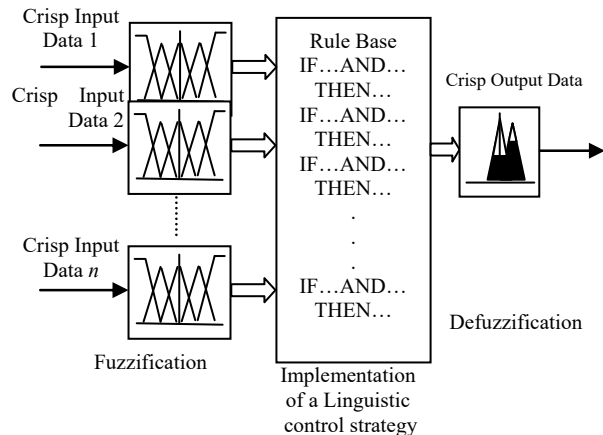 Crisp Input
Data 1
Crisp Input
Data 2
Crisp Input
Data n
Fuzzification
Rule Base
IF…AND…
THEN…
IF…AND…
THEN…
IF…AND…
THEN…
.
.
.
IF…AND…
THEN…
Implementation
of a Linguistic
control strategy
Crisp Output Data
Defuzzification